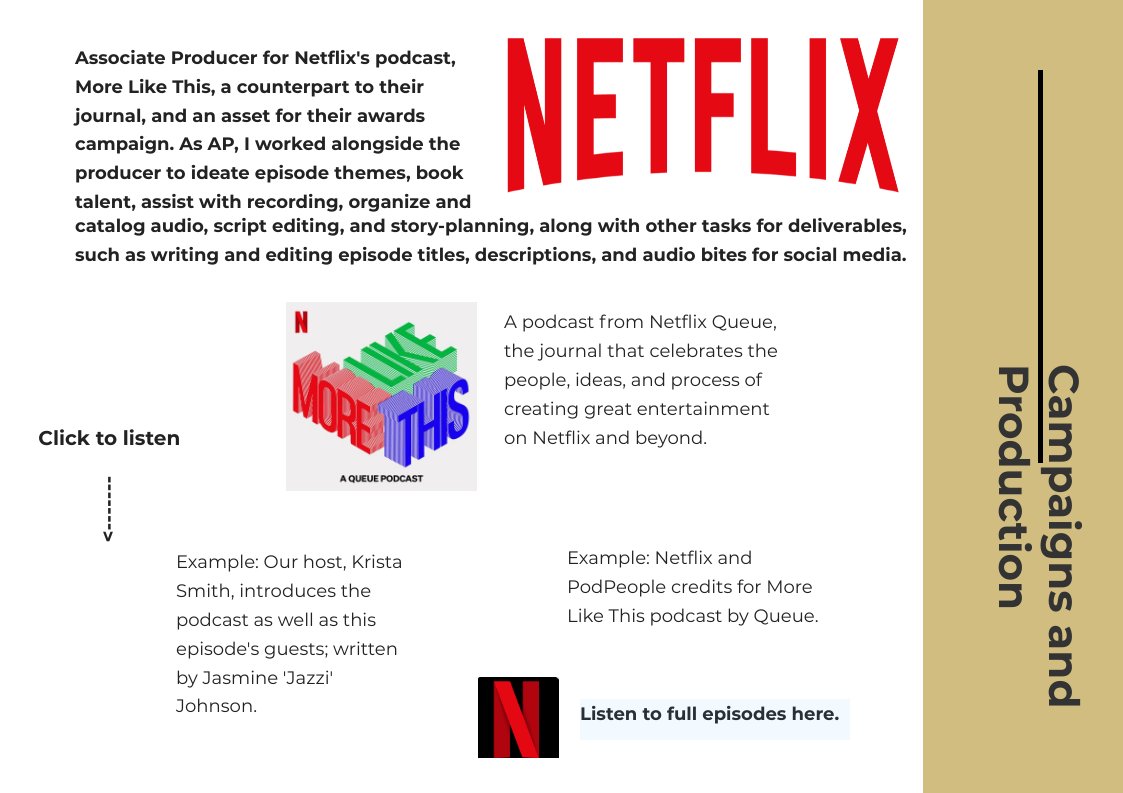 Associate Producer for Netflix's podcast,
More Like This, a counterpart to their
journal, and an asset for their awards
campaign. As AP, I worked alongside the
producer to ideate episode themes, book
talent, assist with recording, organize and
catalog audio, script editing, and story-planning, along with other tasks for deliverables,
such as writing and editing episode titles, descriptions, and audio bites for social media.
NETFLIX
N
MORE
LIKE
THIS
A QUEUE PODCAST
A podcast from Netflix Queue,
the journal that celebrates the
people, ideas, and process of
creating great entertainment
on Netflix and beyond.
Click to listen
Example: Our host, Krista
Smith, introduces the
podcast as well as this
episode's guests; written
by Jasmine 'Jazzi'
Johnson.
Example: Netflix and
PodPeople credits for More
Like This podcast by Queue.
N
Listen to full episodes here.
Campaigns and
Production